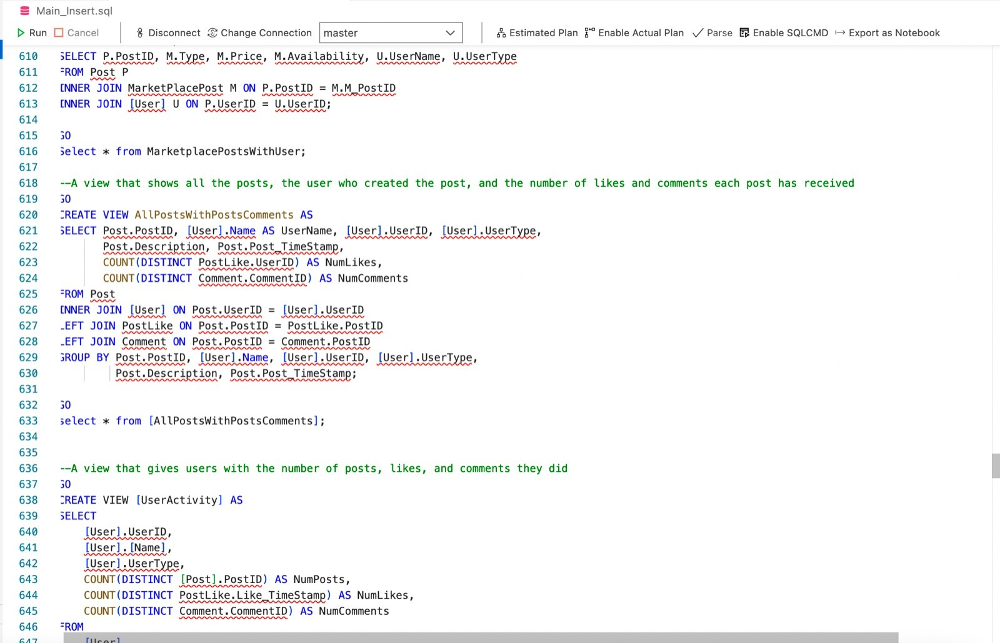 Main_Insert.sql
Run Cancel Disconnect Change Connection master Estimated Plan Enable Actual Plan Parse Enable SQLCMD Export as Notebook
610 SELECT P.PostID, M.Type, M.Price, M.Availability, U.UserName, U.UserType
611 FROM Post P
612 INNER JOIN MarketPlacePost M ON P.PostID = M.M_PostID
613 INNER JOIN [User] U ON P.UserID = U.UserID;
614
615 GO
616 Select * from MarketplacePostsWithUser;
617
618 --A view that shows all the posts, the user who created the post, and the number of likes and comments each post has received
619 GO
620 CREATE VIEW AllPostsWithPostsComments AS
621 SELECT Post.PostID, [User].Name AS UserName, [User].UserID, [User].UserType,
622 Post.Description, Post.Post_TimeStamp,
623 COUNT(DISTINCT PostLike.UserID) AS NumLikes,
624 COUNT(DISTINCT Comment.CommentID) AS NumComments
625 FROM Post
626 INNER JOIN [User] ON Post.UserID = [User].UserID
627 LEFT JOIN PostLike ON Post.PostID = PostLike.PostID
628 LEFT JOIN Comment ON Post.PostID = Comment.PostID
629 GROUP BY Post.PostID, [User].Name, [User].UserID, [User].UserType,
630 Post.Description, Post.Post_TimeStamp;
631
632 GO
633 select * from [AllPostsWithPostsComments];
634
635
636 --A view that gives users with the number of posts, likes, and comments they did
637 GO
638 CREATE VIEW [UserActivity] AS
639 SELECT
640 [User].UserID,
641 [User].[Name],
642 [User].UserType,
643 COUNT(DISTINCT [Post].PostID) AS NumPosts,
644 COUNT(DISTINCT PostLike.Like_TimeStamp) AS NumLikes,
645 COUNT(DISTINCT Comment.CommentID) AS NumComments
646 FROM
647 [User]